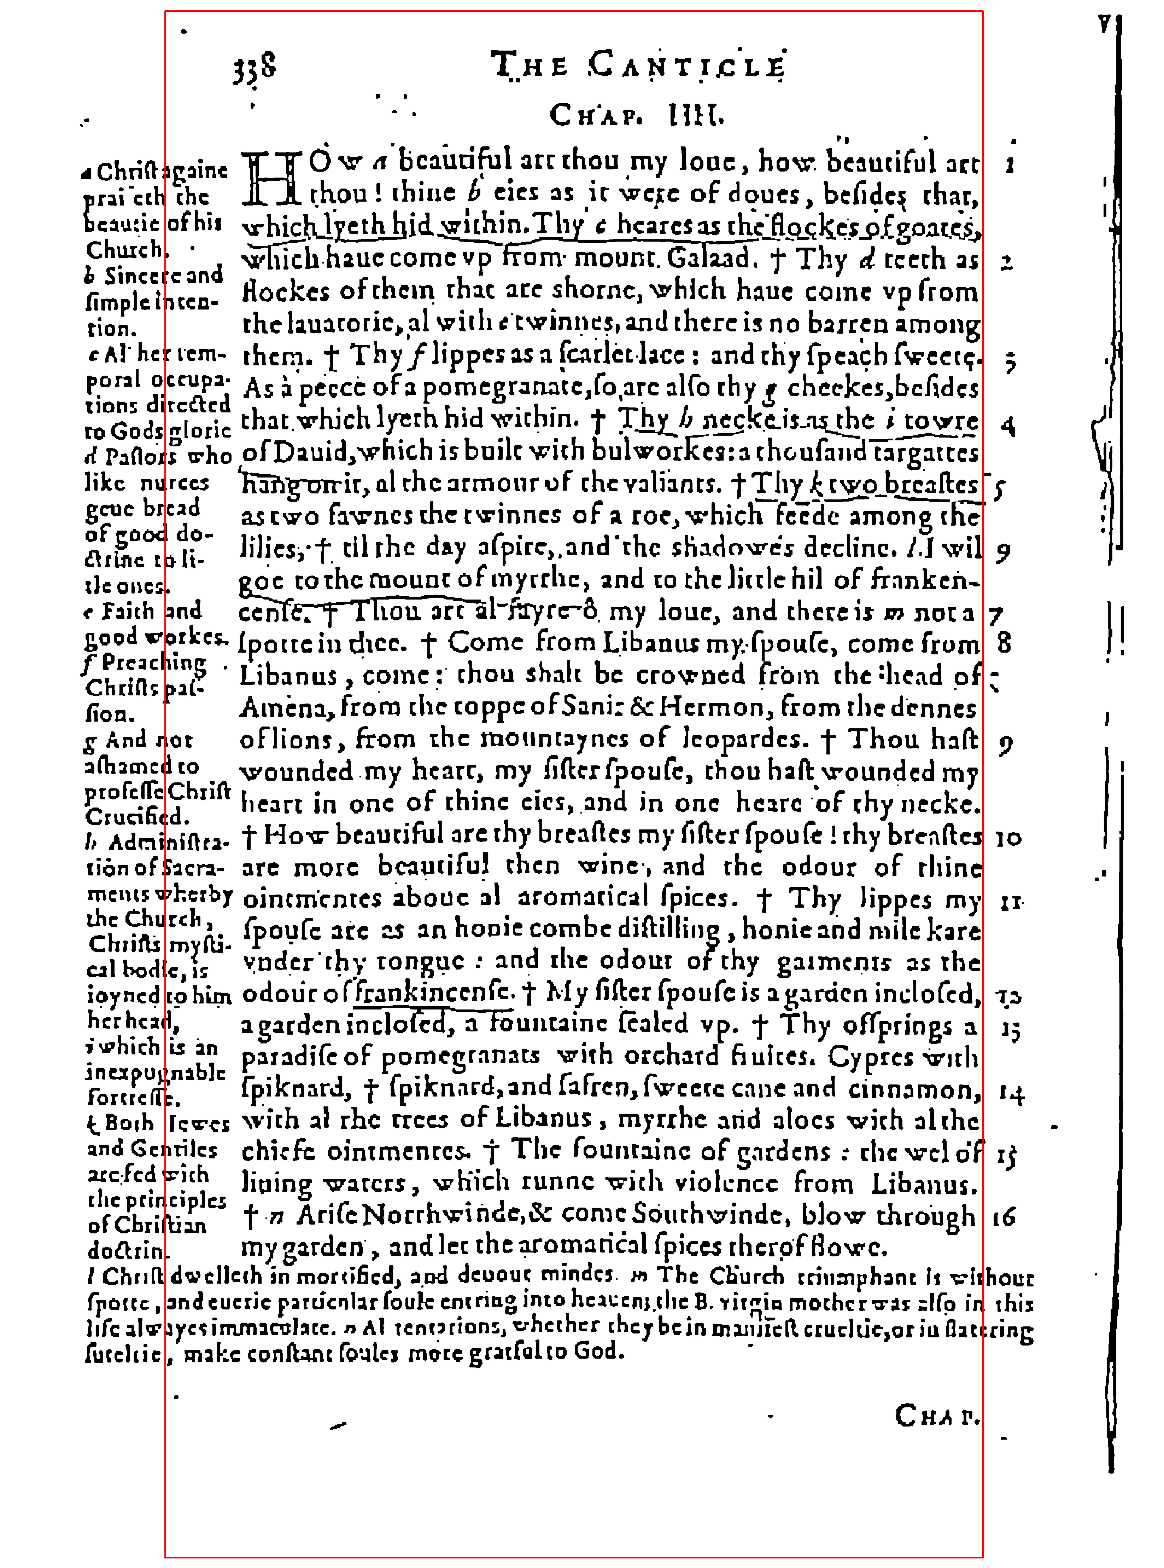 338 THE CANTICLE
CHAP. IIII.
a Christ againe
praiseth the
beautie of his
Church.
b Sincere and
simple inten-
tion.
c Al her tem-
poral occupa-
tions directed
to Gods glorie
d Pastors who
like nurces
geue bread
of good do-
ctrine to li-
tle ones.
e Faith and
good workes.
f Preaching
Christs pas-
sion.
g And not
ashamed to
professe Christ
Crucified.
h Administra-
tion of Sacra-
ments wherby
the Church,
Christs mysti-
cal bodie, is
ioyned to him
her head,
i which is an
inexpugnable
fortresse.
k Both Iewes
and Gentiles
are fed with
the principles
of Christian
doctrin.
HOw a beautiful art thou my loue, how beautiful art 1
thou! thine b eies as it were of doues, besides that,
which lyeth hid within. Thy c heares as the flockes of goates,
which haue come vp from mount Galaad. † Thy d teeth as 2
flockes of them that are shorne, which haue come vp from
the lauatorie, al with e twinnes, and there is no barren among
them. † Thy f lippes as a scarlet lace: and thy speach sweete. 3
As a peece of a pomegranate, so are also thy g cheekes, besides
that which lyeth hid within. † Thy h necke is as the i towre 4
of Dauid, which is built with bulworkes: a thousand targattes
hang on it, al the armour of the valiants. † Thy k two breastes 5
as two fawnes the twinnes of a roe, which feede among the
lilies, † til the day aspire, and the shadowes decline. l I wil 9
goe to the mount of myrrhe, and to the little hil of franken-
cense. † Thou art al fayre ô my loue, and there is m not a 7
spotte in thee. † Come from Libanus my spouse, come from 8
Libanus, come: thou shalt be crowned from the head of
Amena, from the toppe of Sanir & Hermon, from the dennes
of lions, from the mountaynes of leopardes. † Thou hast 9
wounded my heart, my sister spouse, thou hast wounded my
heart in one of thine eies, and in one heare of thy necke.
† How beautiful are thy breastes my sister spouse! thy breastes 10
are more beautiful then wine, and the odour of thine
ointmentes aboue al aromatical spices. † Thy lippes my 11
spouse are as an honie combe distilling, honie and milke are
vnder thy tongue: and the odour of thy garments as the
odour of frankincense. † My sister spouse is a garden inclosed, 12
a garden inclosed, a fountaine sealed vp. † Thy ofsprings a 13
paradise of pomegranats with orchard fruites. Cypres with
spiknard, † spiknard, and safren, sweete cane and cinnamon, 14
with al the trees of Libanus, myrrhe and aloes with al the
chiefe ointmentes. † The fountaine of gardens: the wel of 15
liuing waters, which runne with violence from Libanus.
† n Arise Northwinde, & come Southwinde, blow through 16
my garden, and let the aromatical spices therof flowe.
l Christ dwelleth in mortified, and deuout mindes. m The Church triumphant is without
spotte, and euerie particular soule entring into heauen, the B. virgin mother was also in this
life alwayes immaculate. n Al tentations, whether they be in manifest crueltie, or in flattering
suteltie, make constant soules more grateful to God.
CHAP.